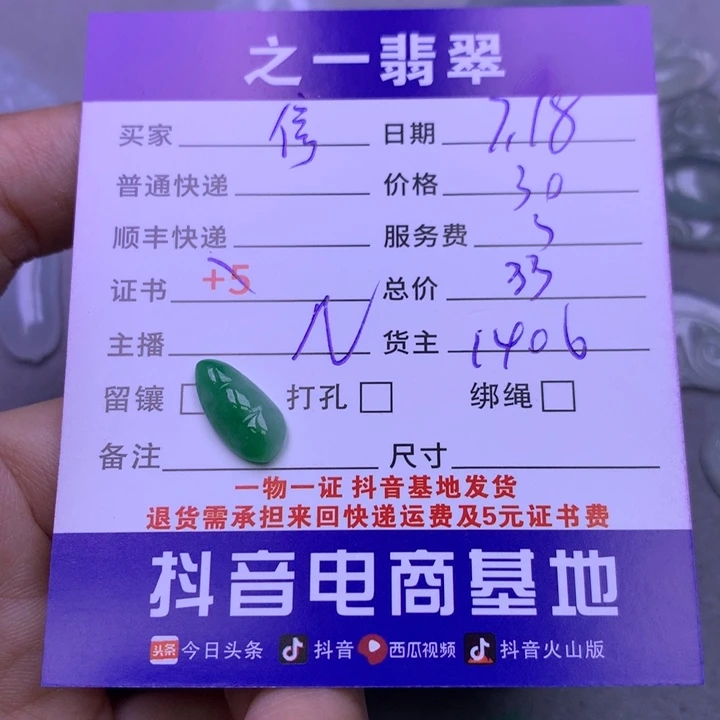 之一翡翠
买家 信 日期 7.18
普通快递 价格 30
顺丰快递 服务费 3
证书 +5 总价 33
主播 N 货主 1406
留镶 打孔 绑绳
备注 尺寸
一物一证 抖音基地发货
退货需承担来回快递运费及5元证书费
抖音电商基地
头条 今日头条 抖音 西瓜视频 抖音火山版